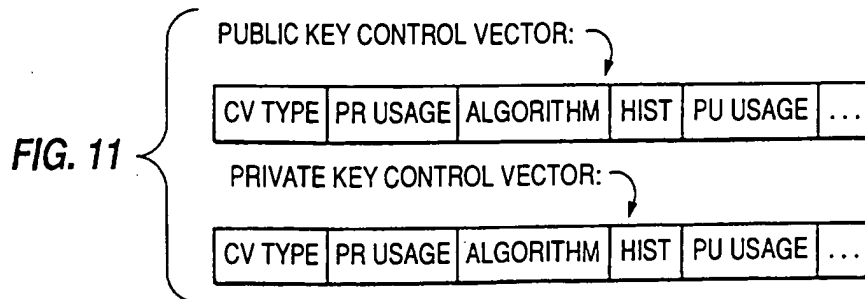 PUBLIC KEY CONTROL VECTOR:
CV TYPE PR USAGE ALGORITHM HIST PU USAGE ...
FIG. 11
PRIVATE KEY CONTROL VECTOR:
CV TYPE PR USAGE ALGORITHM HIST PU USAGE ...